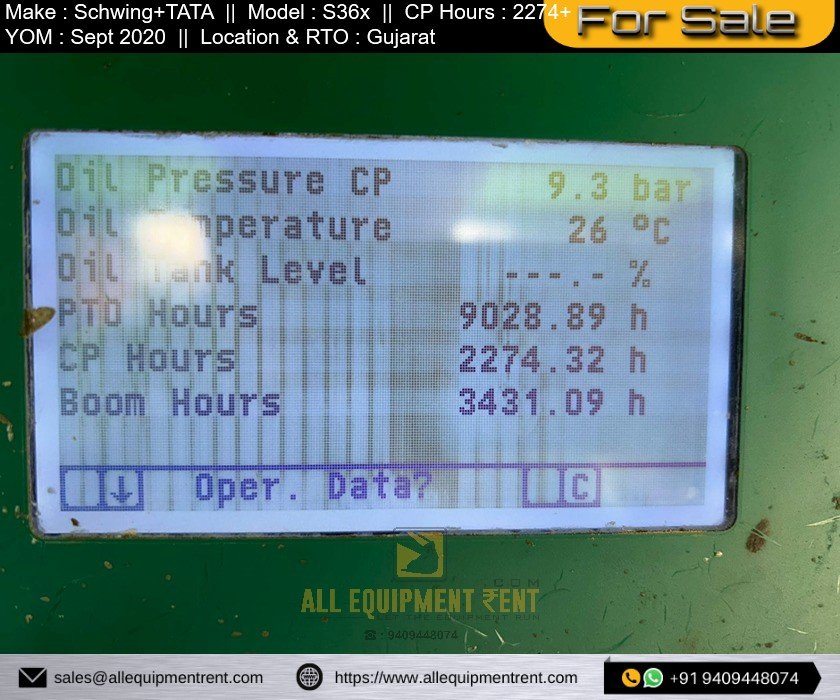 Make : Schwing+TATA || Model : S36x || CP Hours : 2274+
YOM : Sept 2020 || Location & RTO : Gujarat
For Sale
Oil Pressure CP 9.3 bar
Oil Temperature 26 °C
Oil Tank Level ---.- %
PTO Hours 9028.89 h
CP Hours 2274.32 h
Boom Hours 3431.09 h
↓ Oper. Data? C
.COM
ALL EQUIPMENT ₹ENT
LET THE EQUIPMENT RUN
☎ : 9409448074
sales@allequipmentrent.com https://www.allequipmentrent.com +91 9409448074